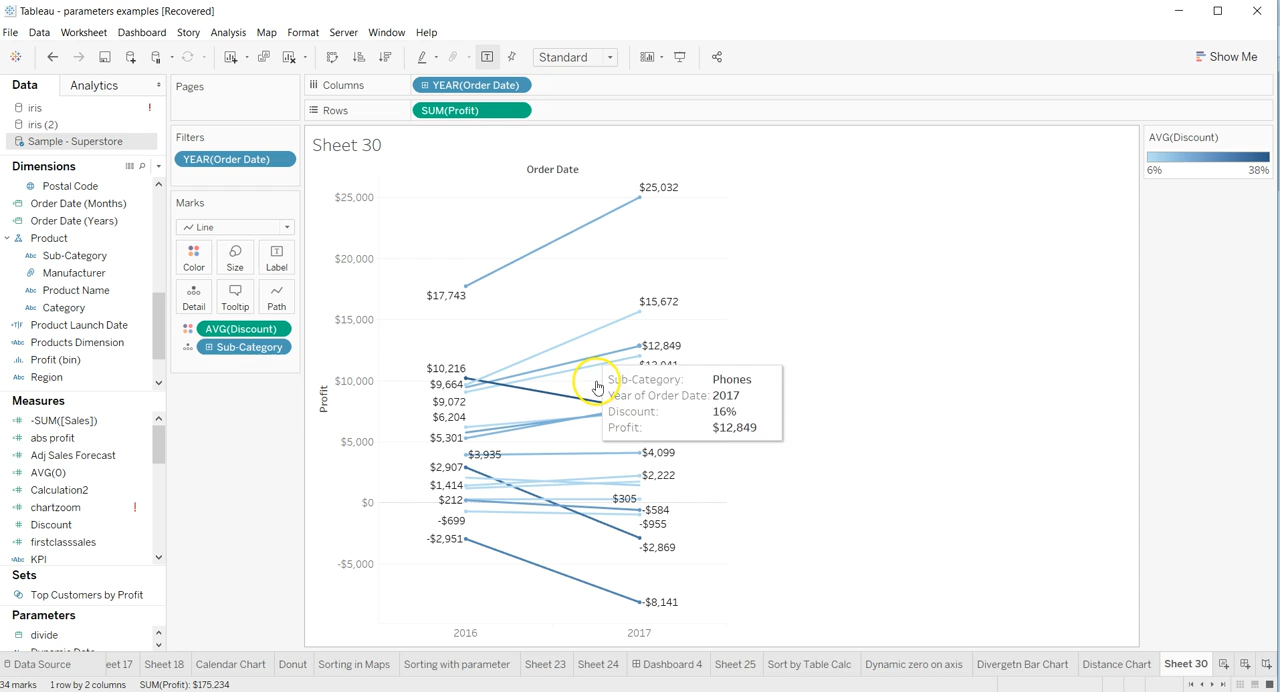 Tableau - parameters examples [Recovered]
File Data Worksheet Dashboard Story Analysis Map Format Server Window Help
Standard
Show Me
Data Analytics
iris !
iris (2)
Sample - Superstore
Dimensions
Postal Code
Order Date (Months)
Order Date (Years)
Product
Abc Sub-Category
Manufacturer
Abc Product Name
Abc Category
Product Launch Date
Products Dimension
Profit (bin)
Abc Region
Measures
-SUM([Sales])
abs profit
Adj Sales Forecast
AVG(0)
Calculation2
chartzoom !
Discount
firstclasssales
KPI
Sets
Top Customers by Profit
Parameters
divide
Pages
Filters
YEAR(Order Date)
Marks
Line
Color Size Label
Detail Tooltip Path
AVG(Discount)
Sub-Category
Columns YEAR(Order Date)
Rows SUM(Profit)
Sheet 30
Order Date
Profit
$25,000
$20,000
$15,000
$10,000
$5,000
$0
-$5,000
$25,032
$17,743
$15,672
$12,849
$10,216
$9,664
$9,072
$6,204
$5,301
$3,935
$4,099
$2,907
$2,222
$1,414
$305
$212
-$584
-$699
-$955
-$2,951
-$2,869
-$8,141
2016 2017
Sub-Category: Phones
Year of Order Date: 2017
Discount: 16%
Profit: $12,849
AVG(Discount)
6% 38%
Data Source eet 17 Sheet 18 Calendar Chart Donut Sorting in Maps Sorting with parameter Sheet 23 Sheet 24 Dashboard 4 Sheet 25 Sort by Table Calc Dynamic zero on axis Divergetn Bar Chart Distance Chart Sheet 30
34 marks 1 row by 2 columns SUM(Profit): $175,234